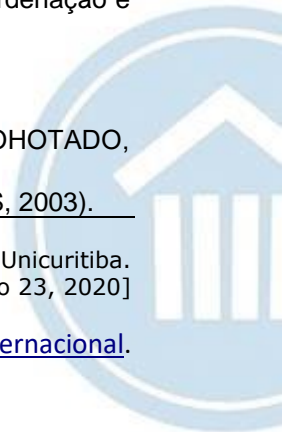 rdenação e
OHOTADO,
S, 2003).
Unicuritiba.
o 23, 2020]
ernacional.